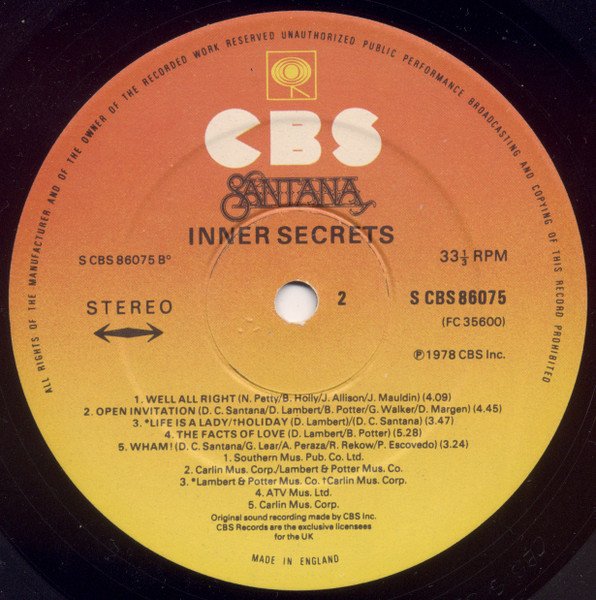 ALL RIGHTS OF THE MANUFACTURER AND OF THE OWNER OF THE RECORDED WORK RESERVED UNAUTHORIZED PUBLIC PERFORMANCE BROADCASTING AND COPYING OF THIS RECORD PROHIBITED
CBS
SANTANA
INNER SECRETS
S CBS 86075 B°
33⅓ RPM
STEREO
2
S CBS 86075
(FC 35600)
℗ 1978 CBS Inc.
1. WELL ALL RIGHT (N. Petty/B. Holly/J. Allison/J. Mauldin) (4.09)
2. OPEN INVITATION (D. C. Santana/D. Lambert/B. Potter/G. Walker/D. Margen) (4.45)
3. *LIFE IS A LADY/†HOLIDAY (D. Lambert)/(D. C. Santana) (3.47)
4. THE FACTS OF LOVE (D. Lambert/B. Potter) (5.28)
5. WHAM! (D. C. Santana/G. Lear/A. Peraza/R. Rekow/P. Escovedo) (3.24)
1. Southern Mus. Pub. Co. Ltd.
2. Carlin Mus. Corp./Lambert & Potter Mus. Co.
3. *Lambert & Potter Mus. Co. †Carlin Mus. Corp.
4. ATV Mus. Ltd.
5. Carlin Mus. Corp.
Original sound recording made by CBS Inc.
CBS Records are the exclusive licensees
for the UK
MADE IN ENGLAND